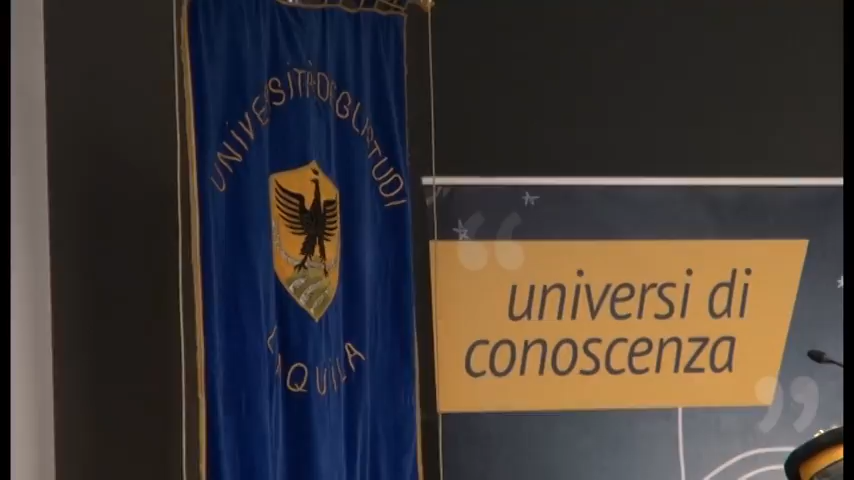 UNIVERSITÀ DEGLI STUDI
L'AQUILA
“
universi di
conoscenza
”